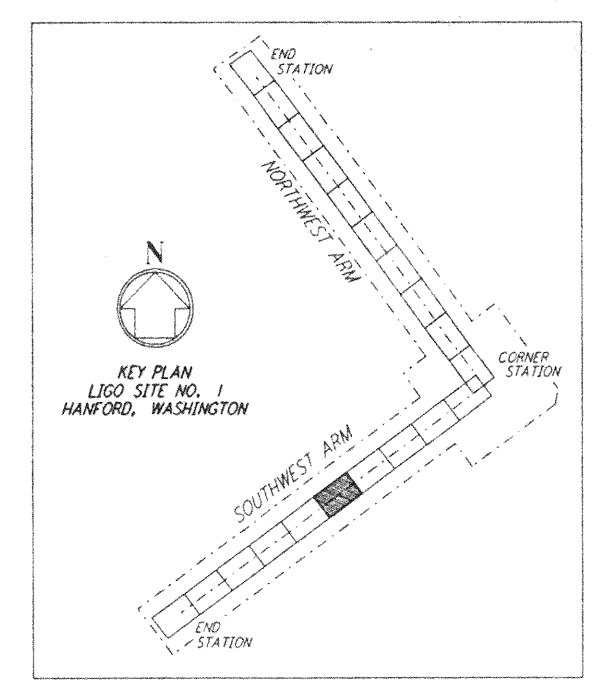 END
STATION
NORTHWEST ARM
N
KEY PLAN
LIGO SITE NO. 1
HANFORD, WASHINGTON
CORNER
STATION
SOUTHWEST ARM
END
STATION